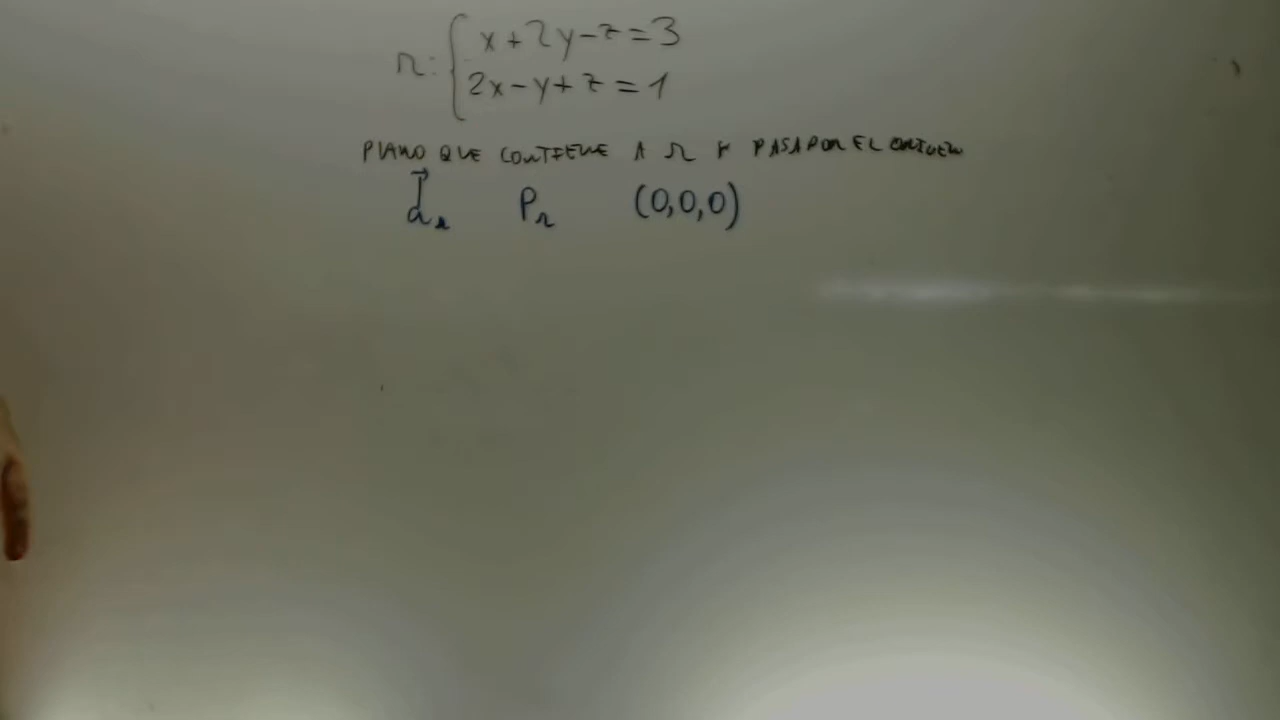 r: { x+2y-z=3
2x-y+z=1
PLANO QUE CONTIENE A r Y PASA POR EL ORIGEN
d⃗r Pr (0,0,0)